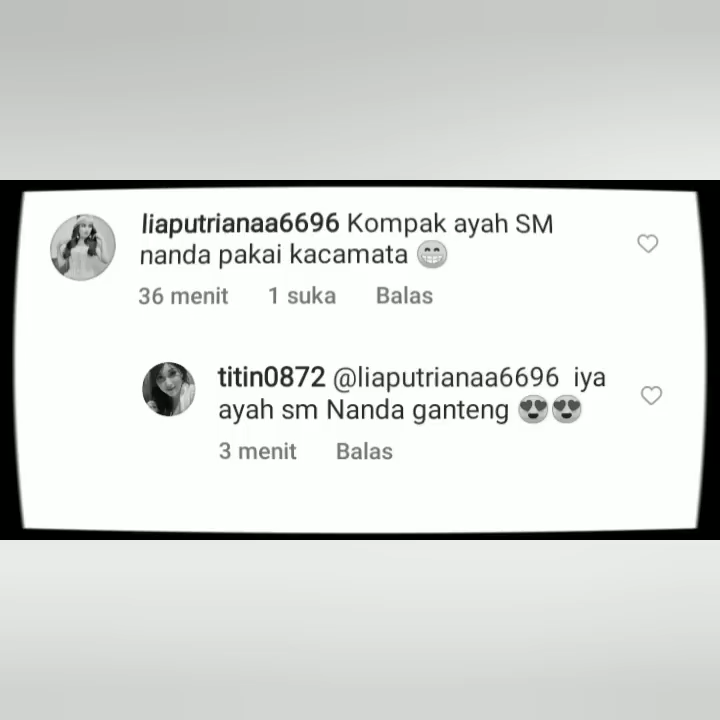 liaputrianaa6696 Kompak ayah SM
nanda pakai kacamata 😁
36 menit 1 suka Balas
titin0872 @liaputrianaa6696 iya
ayah sm Nanda ganteng 😍😍
3 menit Balas